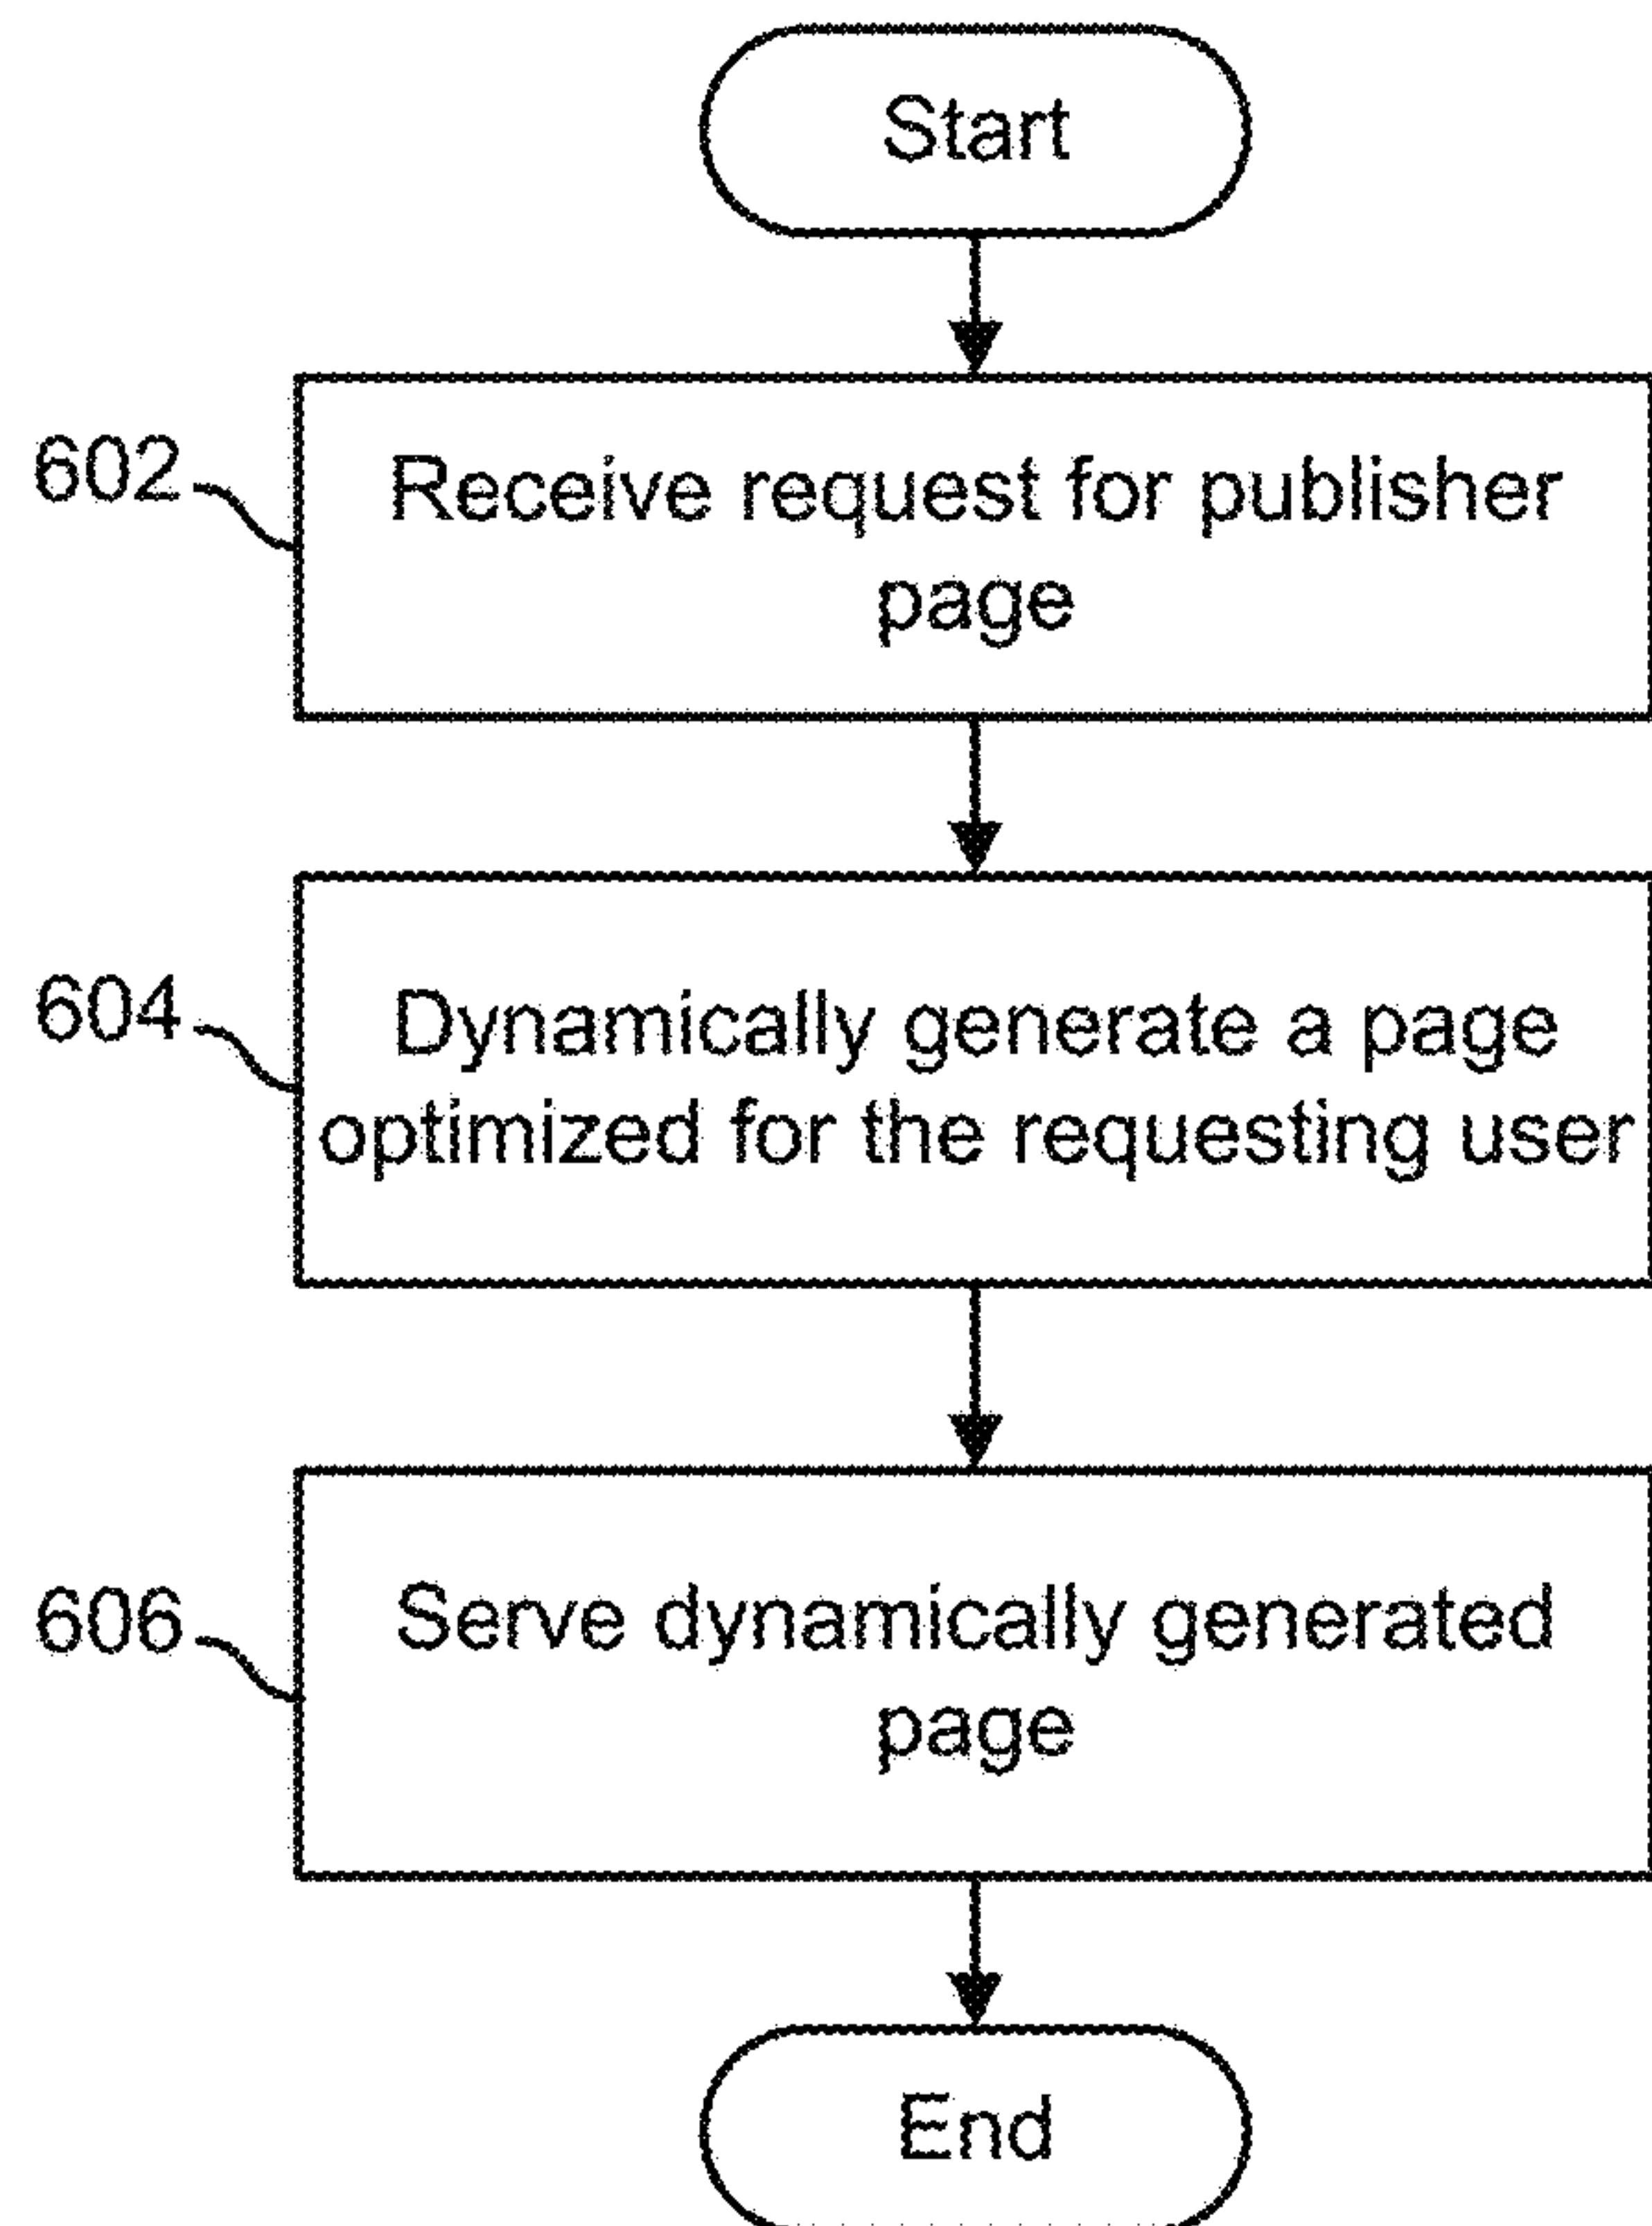 Start
602
Receive request for publisher
page
604
Dynamically generate a page
optimized for the requesting user
606
Serve dynamically generated
page
End